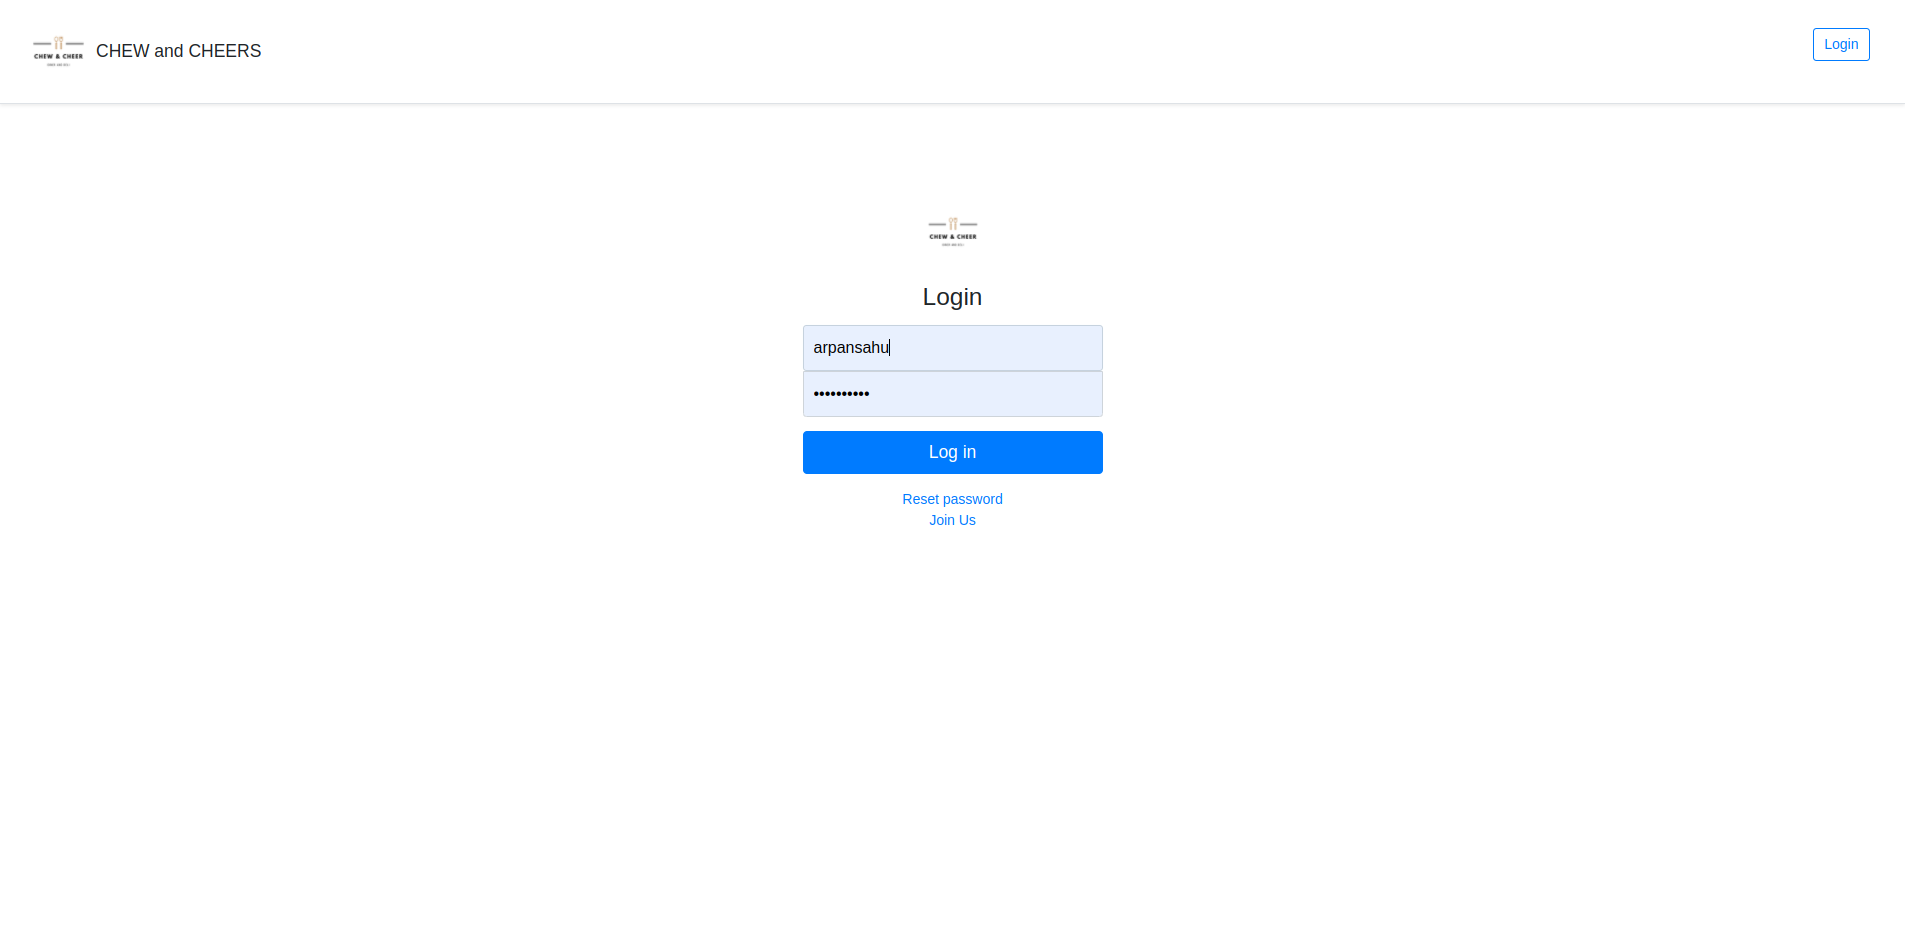 CHEW & CHEER
CHEW and CHEERS
Login
CHEW & CHEER
Login
arpansahu
••••••••••
Log in
Reset password
Join Us